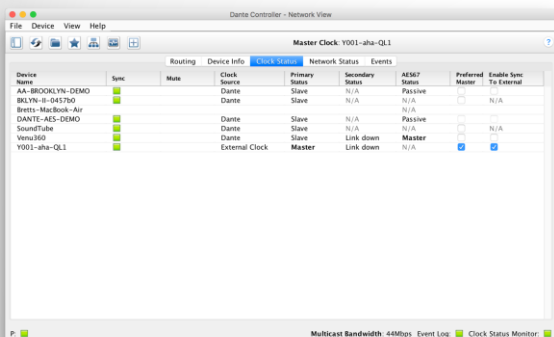 Dante Controller - Network View
File Device View Help
Master Clock: Y001-aha-QL1
?
Routing Device Info Clock Status Network Status Events
Device Name Sync Mute Clock Source Primary Status Secondary Status AES67 Status Preferred Master Enable Sync To External
AA-BROOKLYN-DEMO Dante Slave N/A Passive
BKLYN-II-0457b0 Dante Slave N/A N/A
Bretts-MacBook-Air N/A
DANTE-AES-DEMO Dante Slave N/A Passive
SoundTube Dante Slave N/A N/A N/A
Venu360 Dante Slave Link down Master
Y001-aha-QL1 External Clock Master Link down N/A
P: Multicast Bandwidth: 44Mbps Event Log: Clock Status Monitor: